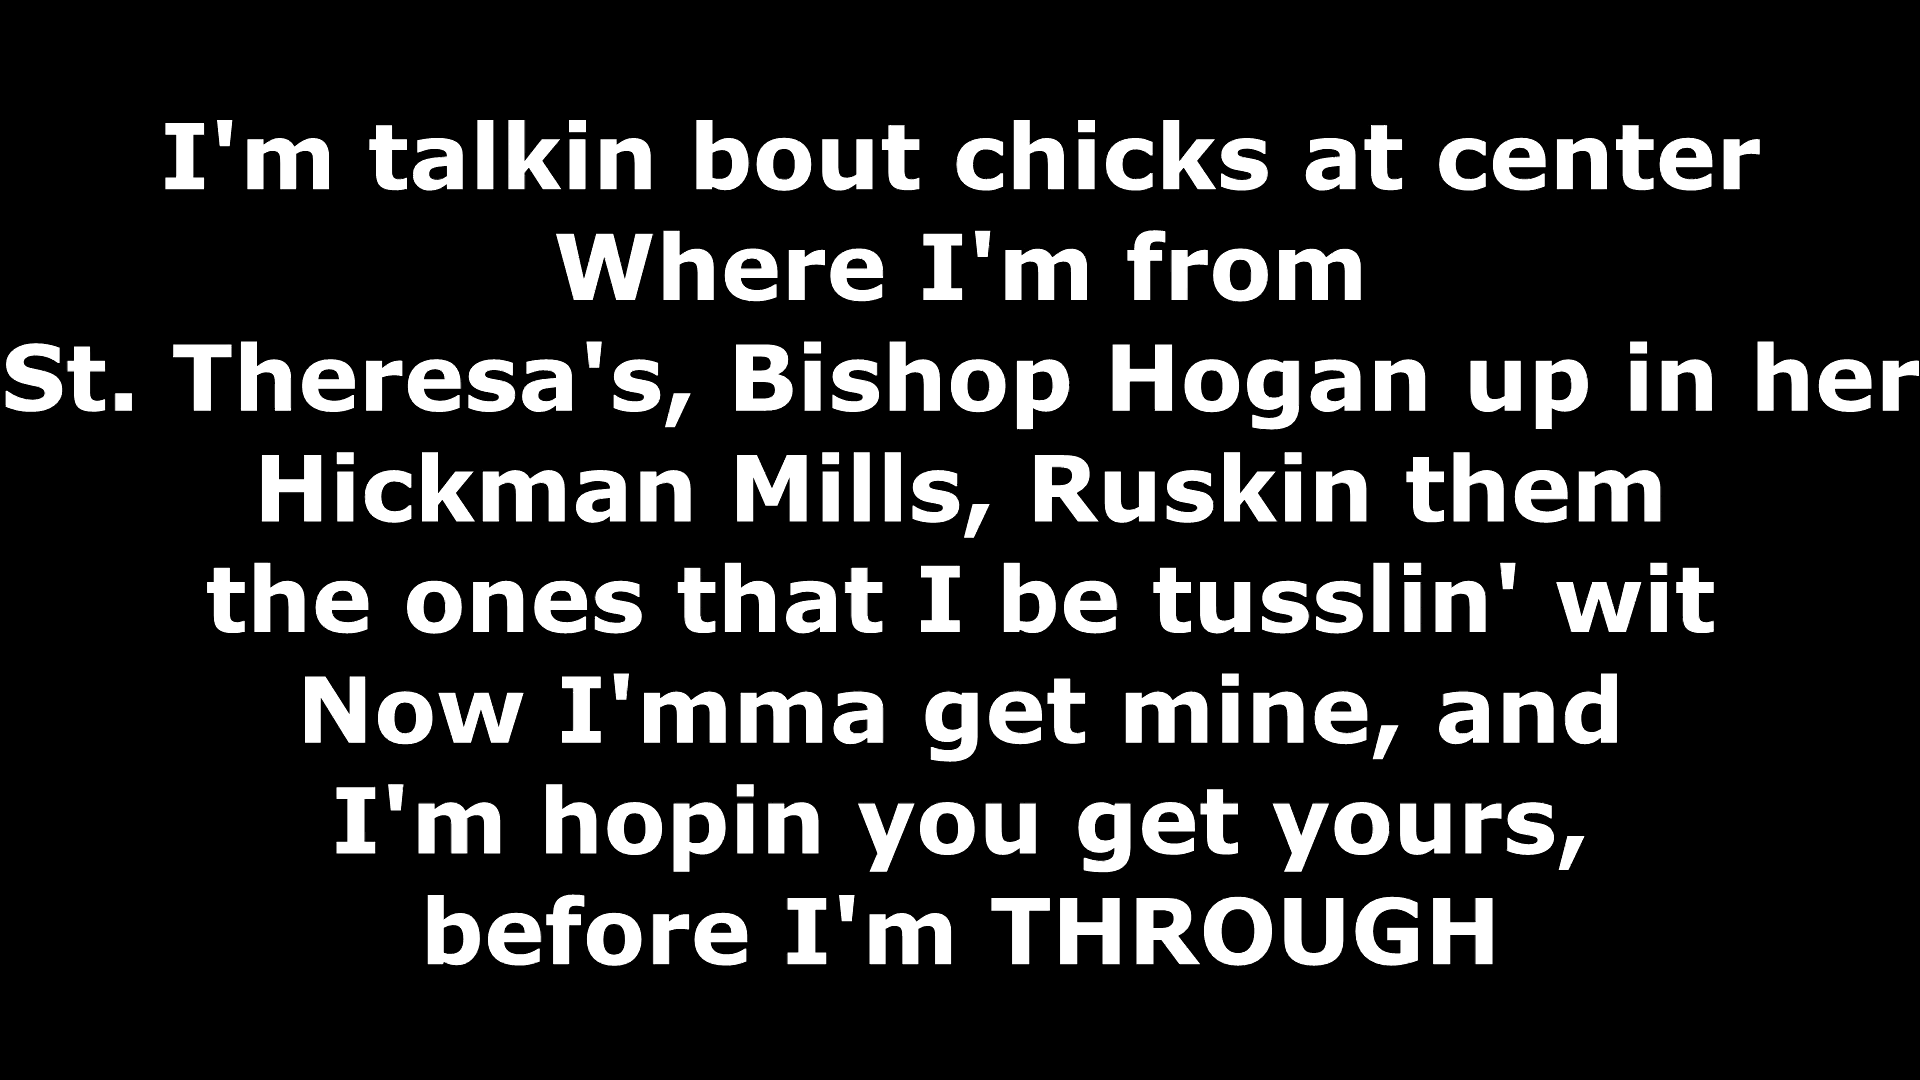 I'm talkin bout chicks at center
Where I'm from
St. Theresa's, Bishop Hogan up in her
Hickman Mills, Ruskin them
the ones that I be tusslin' wit
Now I'mma get mine, and
I'm hopin you get yours,
before I'm THROUGH